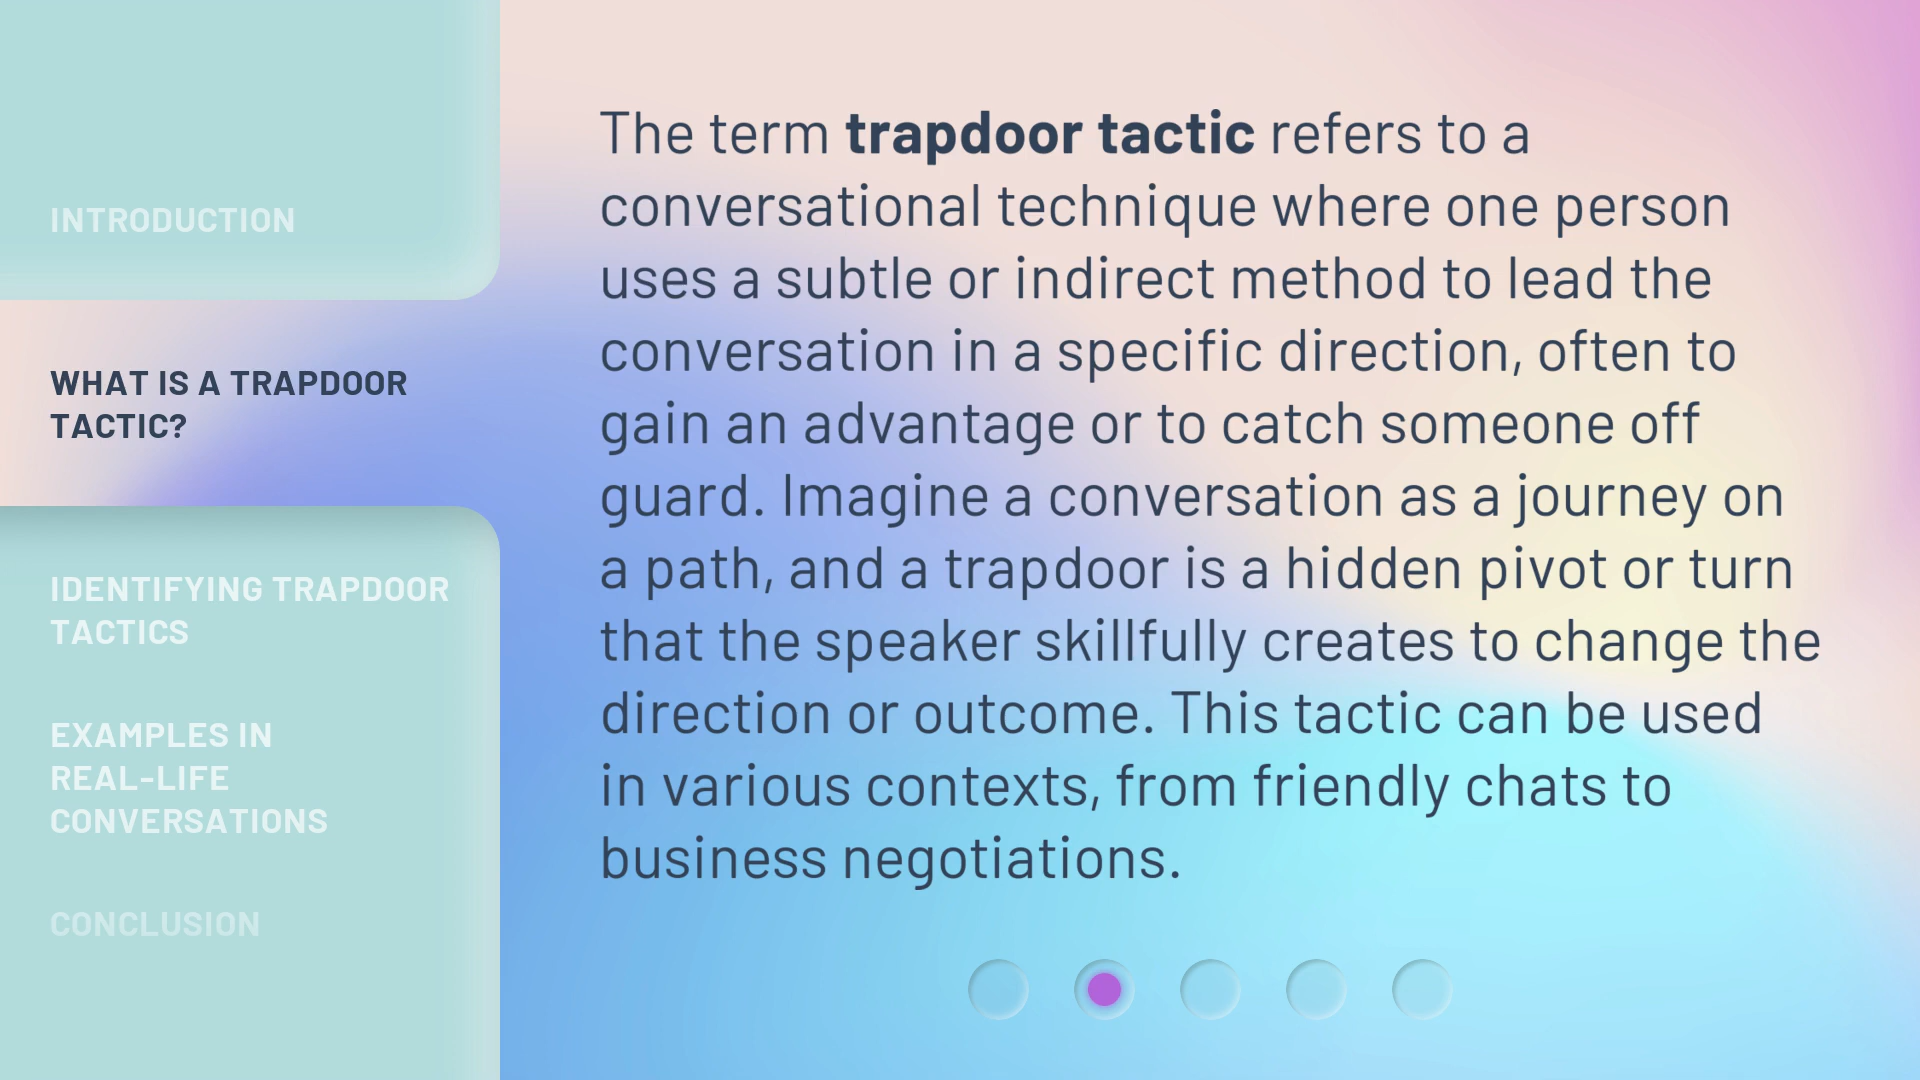 INTRODUCTION
WHAT IS A TRAPDOOR
TACTIC?
IDENTIFYING TRAPDOOR
TACTICS
EXAMPLES IN
REAL-LIFE
CONVERSATIONS
CONCLUSION
The term trapdoor tactic refers to a
conversational technique where one person
uses a subtle or indirect method to lead the
conversation in a specific direction, often to
gain an advantage or to catch someone off
guard. Imagine a conversation as a journey on
a path, and a trapdoor is a hidden pivot or turn
that the speaker skillfully creates to change the
direction or outcome. This tactic can be used
in various contexts, from friendly chats to
business negotiations.